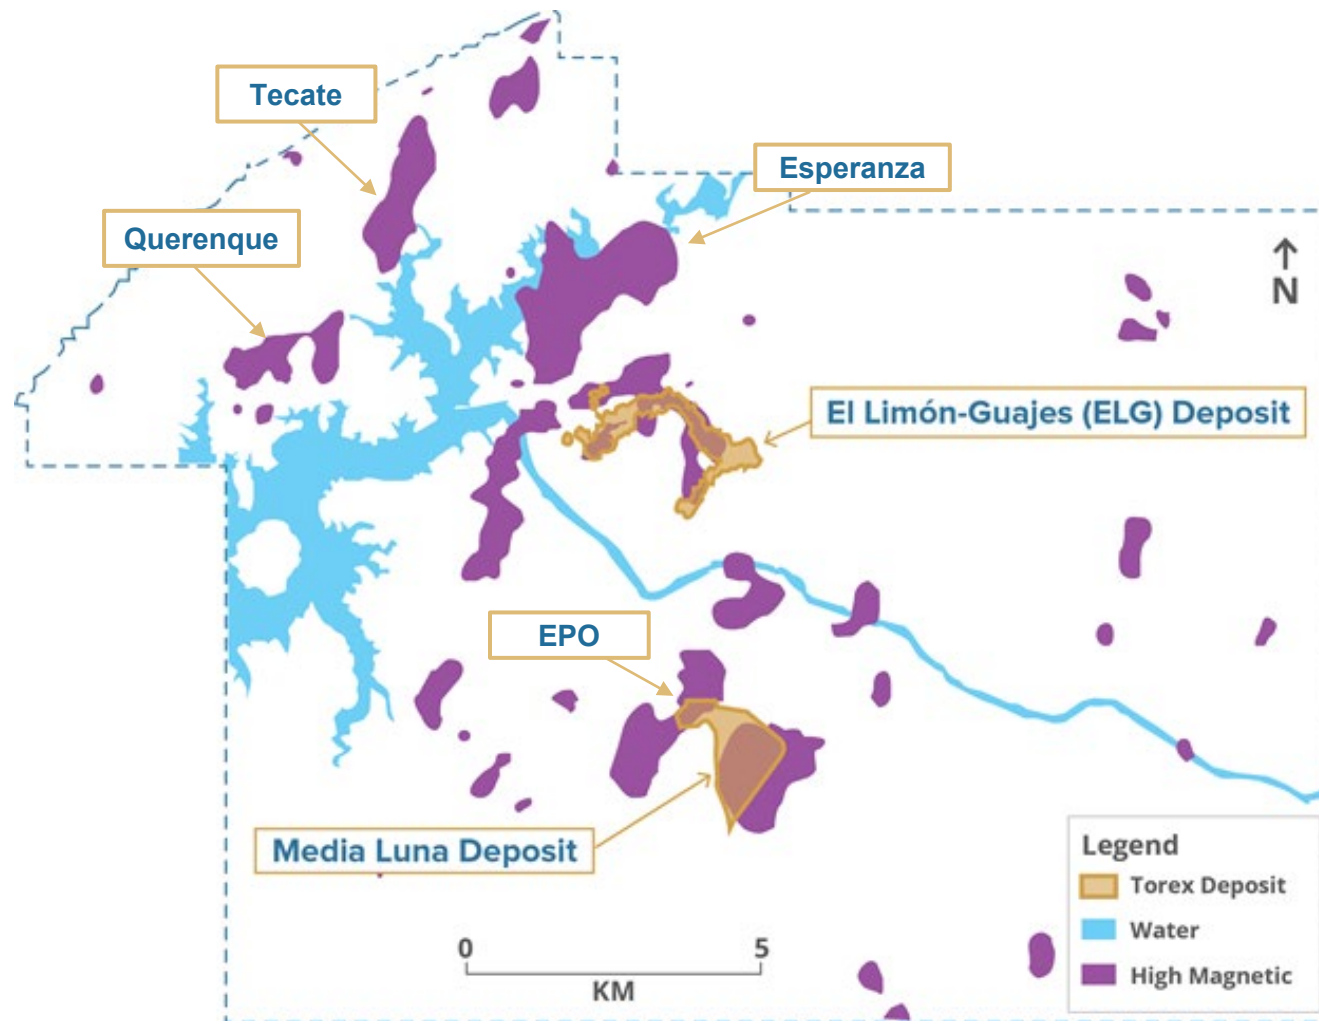 Tecate
Esperanza
Querenque
↑
N
El Limón-Guajes (ELG) Deposit
EPO
Media Luna Deposit
Legend
Torex Deposit
Water
High Magnetic
0 5
KM